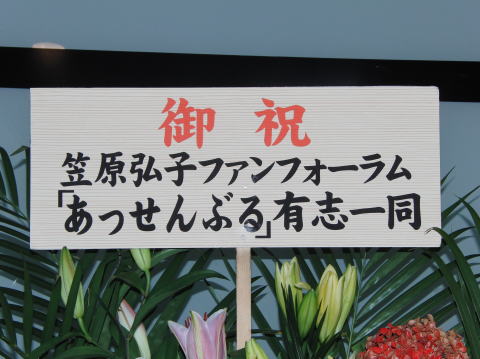 御祝
笠原弘子ファンフォーラム
「あっせんぶる」有志一同